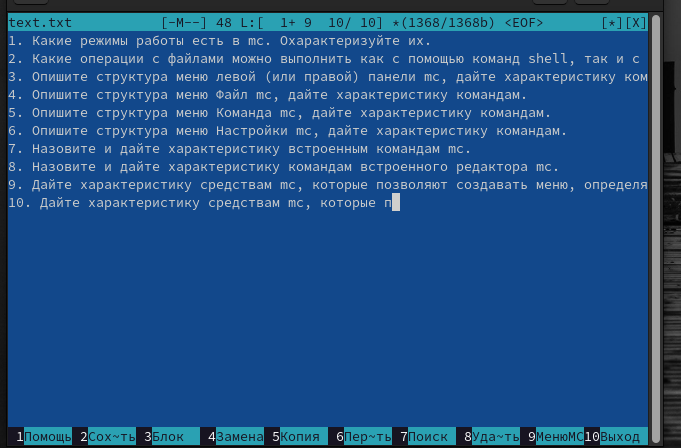 text.txt [-M--] 48 L:[ 1+ 9 10/ 10] *(1368/1368b) <EOF> [*][X]
1. Какие режимы работы есть в mc. Охарактеризуйте их.
2. Какие операции с файлами можно выполнить как с помощью команд shell, так и с
3. Опишите структура меню левой (или правой) панели mc, дайте характеристику ком
4. Опишите структура меню Файл mc, дайте характеристику командам.
5. Опишите структура меню Команда mc, дайте характеристику командам.
6. Опишите структура меню Настройки mc, дайте характеристику командам.
7. Назовите и дайте характеристику встроенным командам mc.
8. Назовите и дайте характеристику командам встроенного редактора mc.
9. Дайте характеристику средствам mc, которые позволяют создавать меню, определя
10. Дайте характеристику средствам mc, которые п
1Помощь 2Сох~ть 3Блок 4Замена 5Копия 6Пер~ть 7Поиск 8Уда~ть 9МенюMC 10Выход